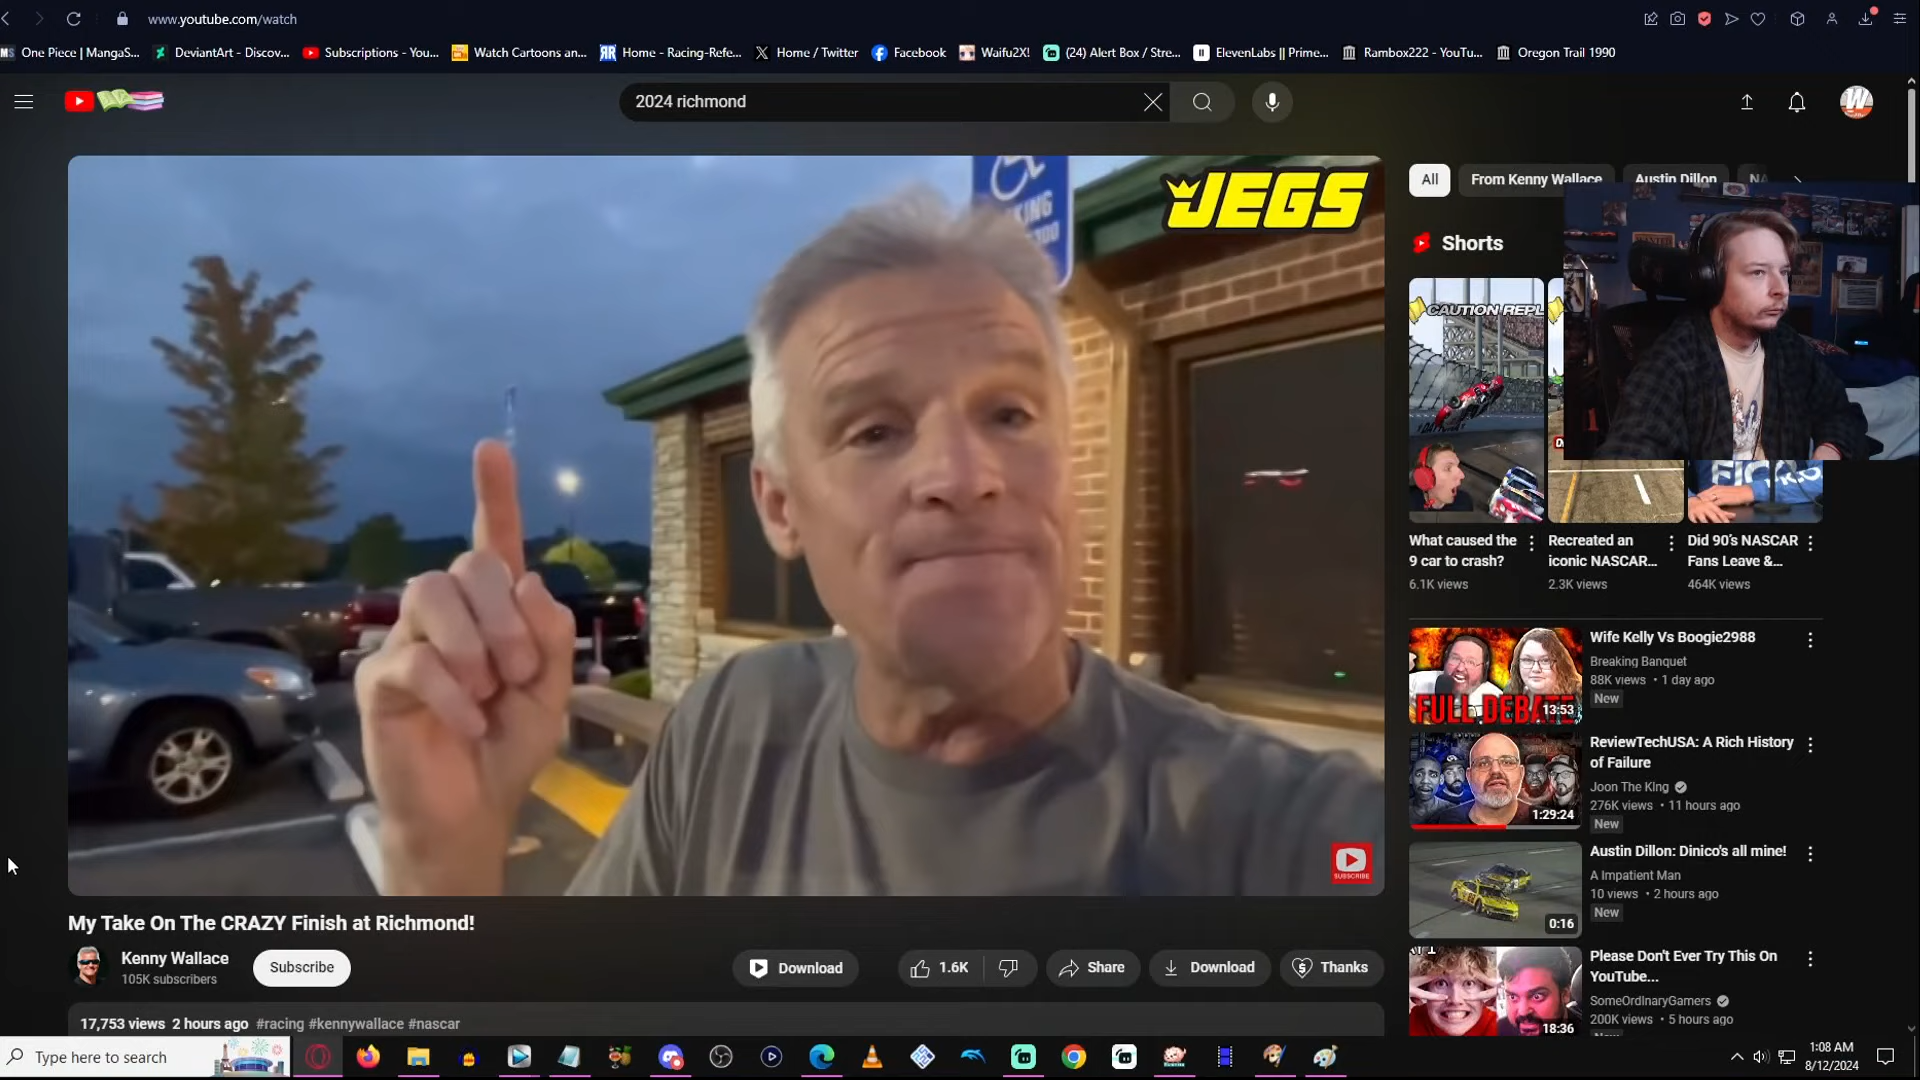 www.youtube.com/watch
One Piece | MangaS...
DeviantArt - Discov...
Subscriptions - You...
Watch Cartoons an...
Home - Racing-Refe...
Home / Twitter
Facebook
Waifu2X!
(24) Alert Box / Stre...
ElevenLabs || Prime...
Rambox222 - YouTu...
Oregon Trail 1990
2024 richmond
JEGS
All
From Kenny Wallace
Austin Dillon
Shorts
CAUTION REPL
What caused the
9 car to crash?
6.1K views
Recreated an
iconic NASCAR...
2.3K views
Did 90's NASCAR
Fans Leave &...
464K views
FULL DEBATE
13:53
Wife Kelly Vs Boogie2988
Breaking Banquet
88K views • 1 day ago
New
1:29:24
ReviewTechUSA: A Rich History
of Failure
Joon The King
276K views • 11 hours ago
New
0:16
Austin Dillon: Dinico's all mine!
A Impatient Man
10 views • 2 hours ago
New
18:36
Please Don't Ever Try This On
YouTube...
SomeOrdinaryGamers
200K views • 5 hours ago
SUBSCRIBE
My Take On The CRAZY Finish at Richmond!
Kenny Wallace
105K subscribers
Subscribe
Download
1.6K
Share
Download
Thanks
17,753 views 2 hours ago #racing #kennywallace #nascar
Type here to search
1:08 AM
8/12/2024